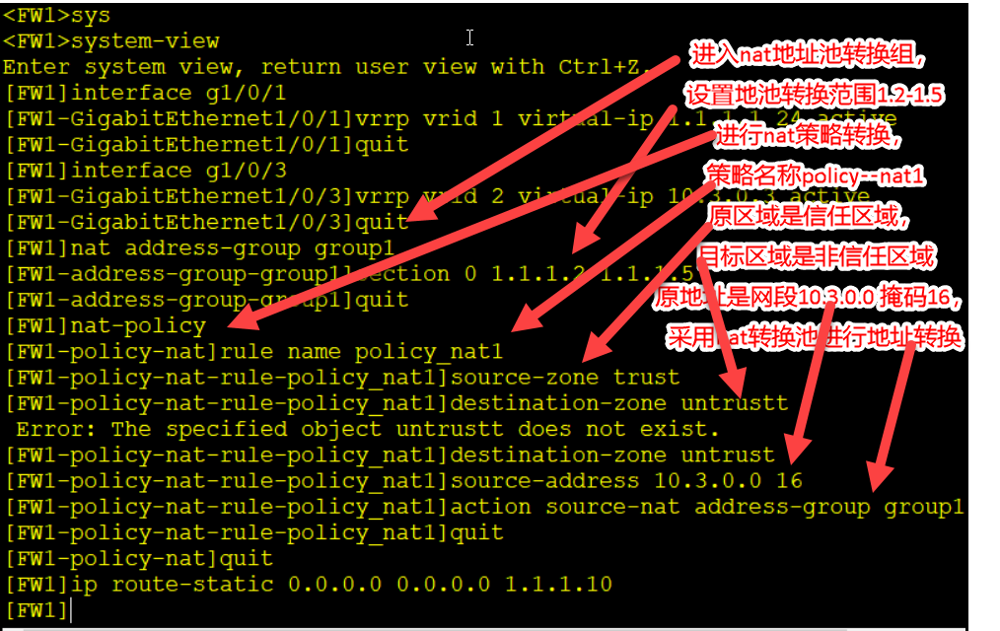 <FW1>sys
<FW1>system-view
Enter system view, return user view with Ctrl+Z.
[FW1]interface g1/0/1
[FW1-GigabitEthernet1/0/1]vrrp vrid 1 virtual-ip 1.1.1.1 24 active
[FW1-GigabitEthernet1/0/1]quit
[FW1]interface g1/0/3
[FW1-GigabitEthernet1/0/3]vrrp vrid 2 virtual-ip 10.3.0.3 active
[FW1-GigabitEthernet1/0/3]quit
[FW1]nat address-group group1
[FW1-address-group-group1]section 0 1.1.1.2 1.1.1.5
[FW1-address-group-group1]quit
[FW1]nat-policy
[FW1-policy-nat]rule name policy_nat1
[FW1-policy-nat-rule-policy_nat1]source-zone trust
[FW1-policy-nat-rule-policy_nat1]destination-zone untrustt
Error: The specified object untrustt does not exist.
[FW1-policy-nat-rule-policy_nat1]destination-zone untrust
[FW1-policy-nat-rule-policy_nat1]source-address 10.3.0.0 16
[FW1-policy-nat-rule-policy_nat1]action source-nat address-group group1
[FW1-policy-nat-rule-policy_nat1]quit
[FW1-policy-nat]quit
[FW1]ip route-static 0.0.0.0 0.0.0.0 1.1.1.10
[FW1]
进入nat地址池转换组,
设置地池转换范围1.2-1.5
进行nat策略转换,
策略名称policy--nat1
原区域是信任区域,
目标区域是非信任区域
原地址是网段10.3.0.0 掩码16,
采用nat转换池进行地址转换